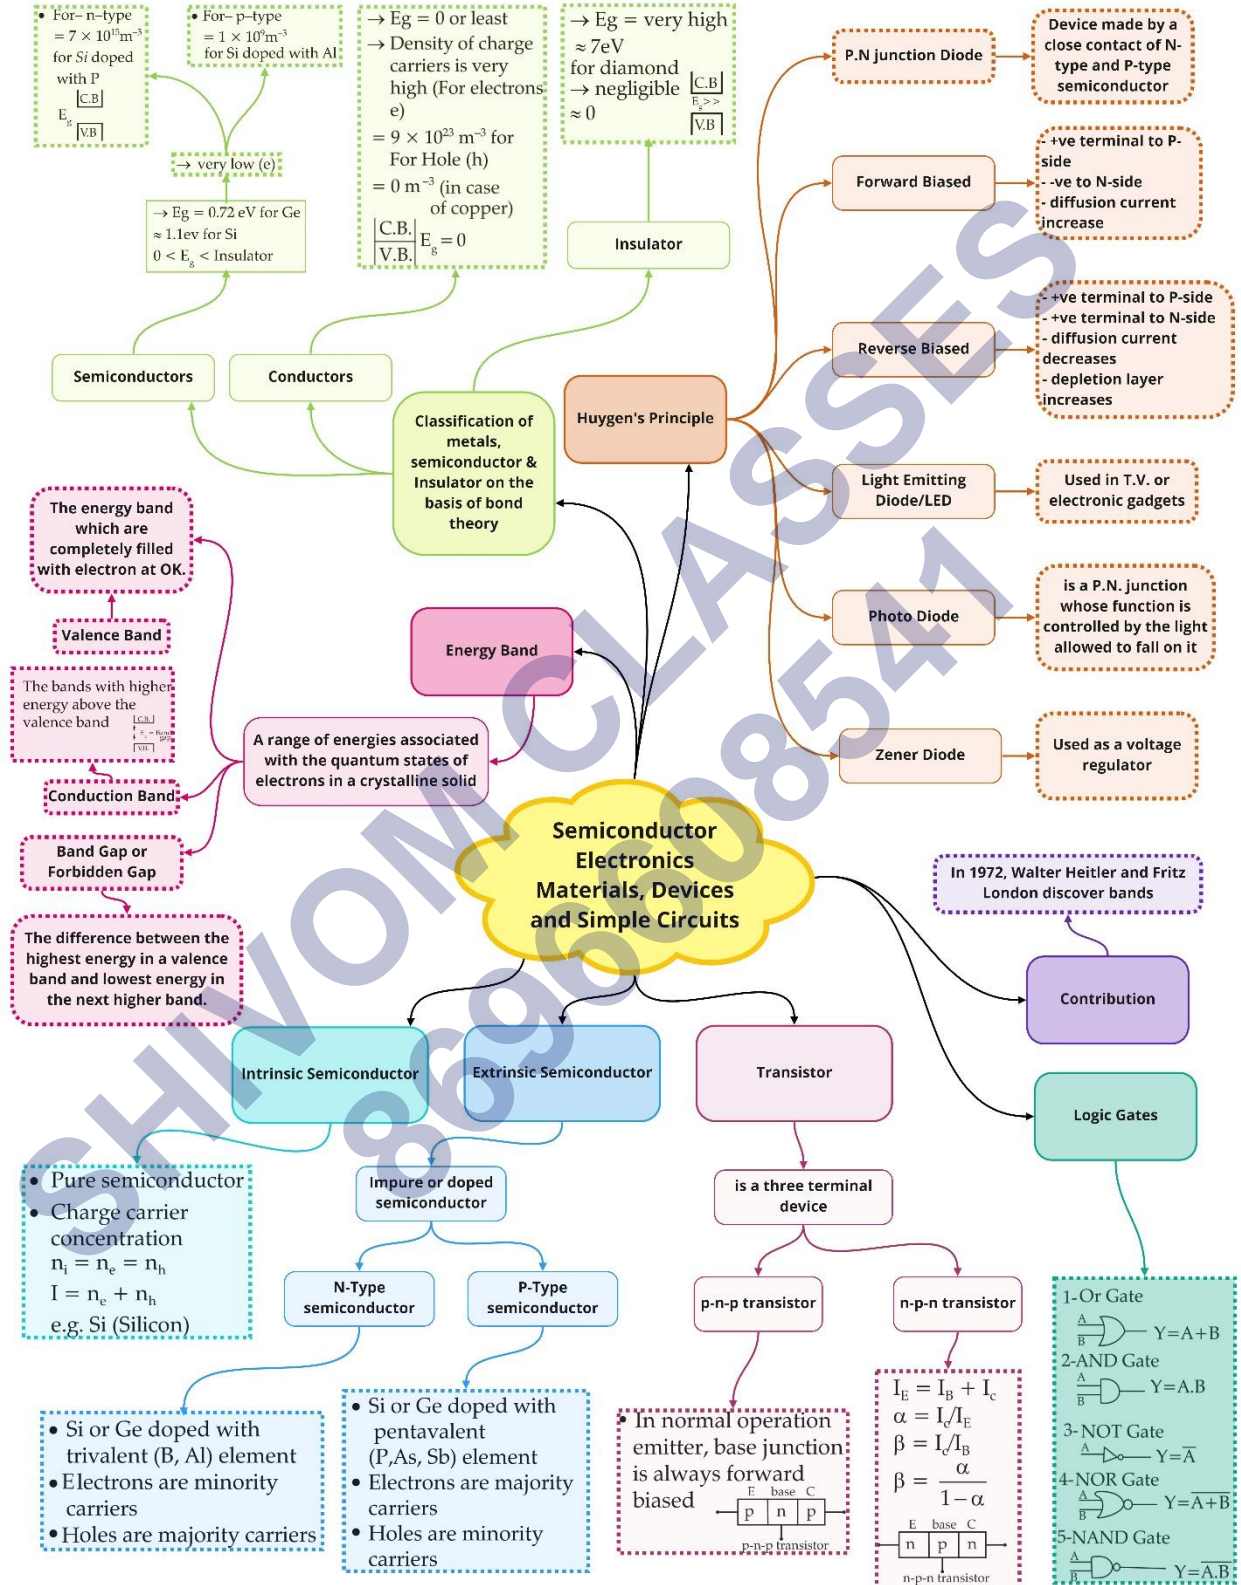 • For– n–type
= 7 × 10¹⁵m⁻³
for Si doped
with P
C.B
E_g
V.B
• For– p–type
= 1 × 10⁹m⁻³
for Si doped with Al
→ very low (e)
→ Eg = 0.72 eV for Ge
≈ 1.1ev for Si
0 < E_g < Insulator
Semiconductors
→ Eg = 0 or least
→ Density of charge
carriers is very
high (For electrons
e)
= 9 × 10²³ m⁻³ for
For Hole (h)
= 0 m⁻³ (in case
of copper)
C.B.
V.B.
E_g = 0
Conductors
→ Eg = very high
≈ 7eV
for diamond
→ negligible
≈ 0
C.B
E_g>>
V.B
Insulator
Classification of
metals,
semiconductor &
Insulator on the
basis of bond
theory
Huygen's Principle
P.N junction Diode
Device made by a
close contact of N-
type and P-type
semiconductor
Forward Biased
- +ve terminal to P-
side
- -ve to N-side
- diffusion current
increase
Reverse Biased
- +ve terminal to P-side
- +ve terminal to N-side
- diffusion current
decreases
- depletion layer
increases
Light Emitting
Diode/LED
Used in T.V. or
electronic gadgets
Photo Diode
is a P.N. junction
whose function is
controlled by the light
allowed to fall on it
Zener Diode
Used as a voltage
regulator
The energy band
which are
completely filled
with electron at OK.
Valence Band
The bands with higher
energy above the
valence band
C.B.
E_g = Band
gap
V.B.
Conduction Band
Energy Band
A range of energies associated
with the quantum states of
electrons in a crystalline solid
Band Gap or
Forbidden Gap
The difference between the
highest energy in a valence
band and lowest energy in
the next higher band.
Semiconductor
Electronics
Materials, Devices
and Simple Circuits
In 1972, Walter Heitler and Fritz
London discover bands
Contribution
Logic Gates
1-Or Gate
A
B
Y=A+B
2-AND Gate
A
B
Y=A.B
3-NOT Gate
A
Y=A̅
4-NOR Gate
A
B
Y=A̅+̅B̅
5-NAND Gate
A
B
Y=A̅.̅B̅
Intrinsic Semiconductor
• Pure semiconductor
• Charge carrier
concentration
n_i = n_e = n_h
I = n_e + n_h
e.g. Si (Silicon)
Extrinsic Semiconductor
Impure or doped
semiconductor
N-Type
semiconductor
• Si or Ge doped with
trivalent (B, Al) element
• Electrons are minority
carriers
• Holes are majority carriers
P-Type
semiconductor
• Si or Ge doped with
pentavalent
(P,As, Sb) element
• Electrons are majority
carriers
• Holes are minority
carriers
Transistor
is a three terminal
device
p-n-p transistor
• In normal operation
emitter, base junction
is always forward
biased
E base C
p n p
p-n-p transistor
n-p-n transistor
I_E = I_B + I_c
α = I_c/I_E
β = I_c/I_B
β = α / 1 – α
E base C
n p n
n-p-n transistor
SHIVOM CLASSES
8696608541